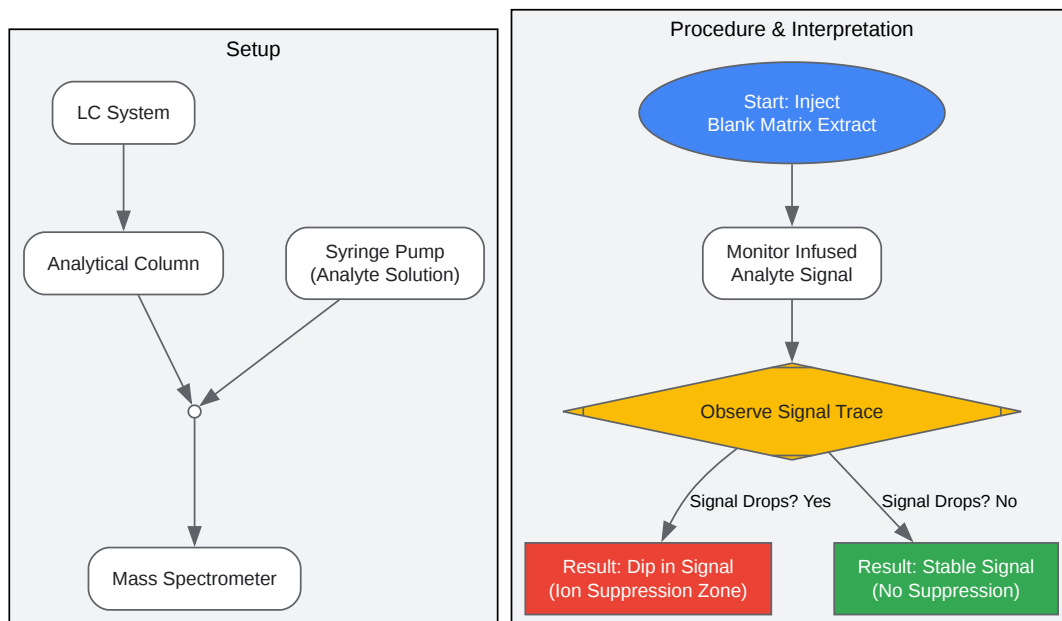 Setup
LC System
Analytical Column
Syringe Pump
(Analyte Solution)
Mass Spectrometer
Procedure & Interpretation
Start: Inject
Blank Matrix Extract
Monitor Infused
Analyte Signal
Observe Signal Trace
Signal Drops? Yes
Signal Drops? No
Result: Dip in Signal
(Ion Suppression Zone)
Result: Stable Signal
(No Suppression)